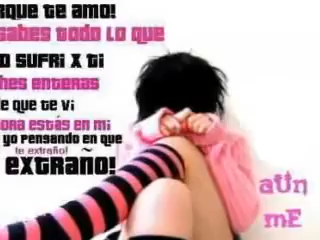 RQUE TE AMO!
SABES TODO LO QUE
O SUFRI X TI
HES ENTERAS
E QUE TE VI
ORA ESTÁS EN MI
YO PENSANDO EN QUE
te extraño!
EXTRAÑO!
aUn
mE